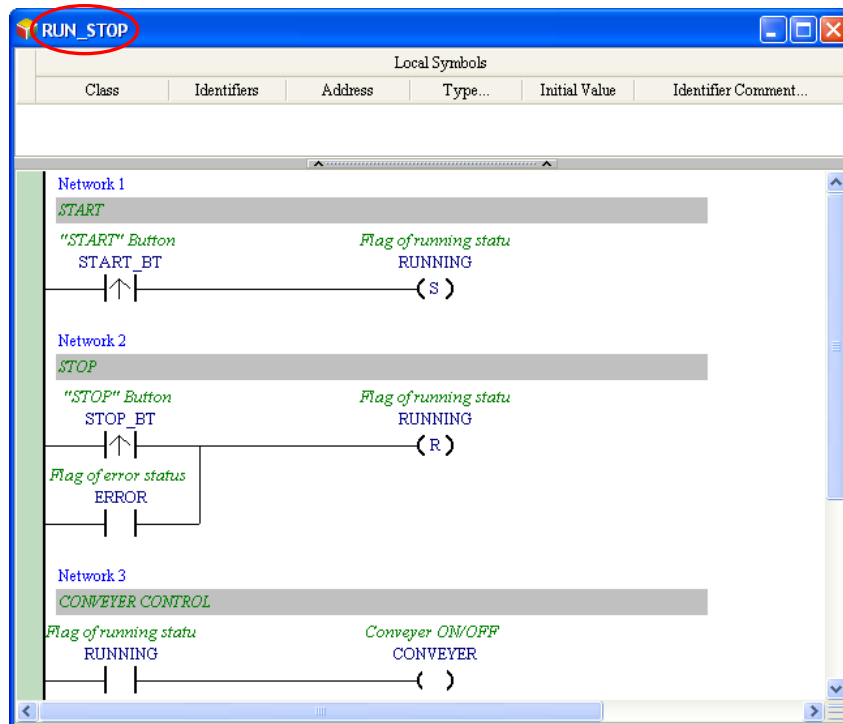 RUN_STOP
Local Symbols
Class Identifiers Address Type... Initial Value Identifier Comment...
Network 1
START
"START" Button Flag of running statu
START_BT RUNNING
S
Network 2
STOP
"STOP" Button Flag of running statu
STOP_BT RUNNING
R
Flag of error status
ERROR
Network 3
CONVEYER CONTROL
Flag of running statu Conveyer ON/OFF
RUNNING CONVEYER